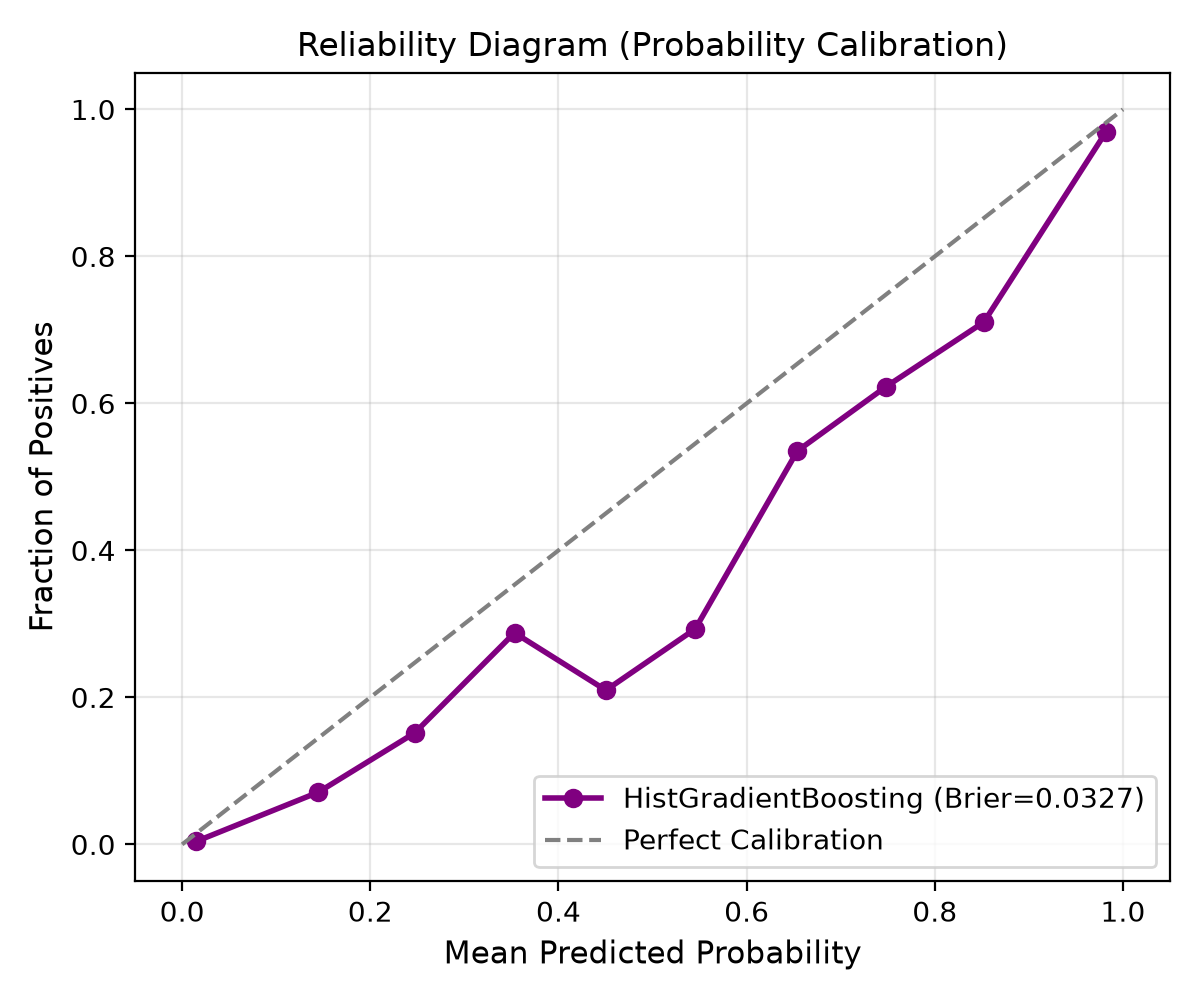 Reliability Diagram (Probability Calibration)
Fraction of Positives
1.0
0.8
0.6
0.4
0.2
0.0
HistGradientBoosting (Brier=0.0327)
Perfect Calibration
0.0 0.2 0.4 0.6 0.8 1.0
Mean Predicted Probability